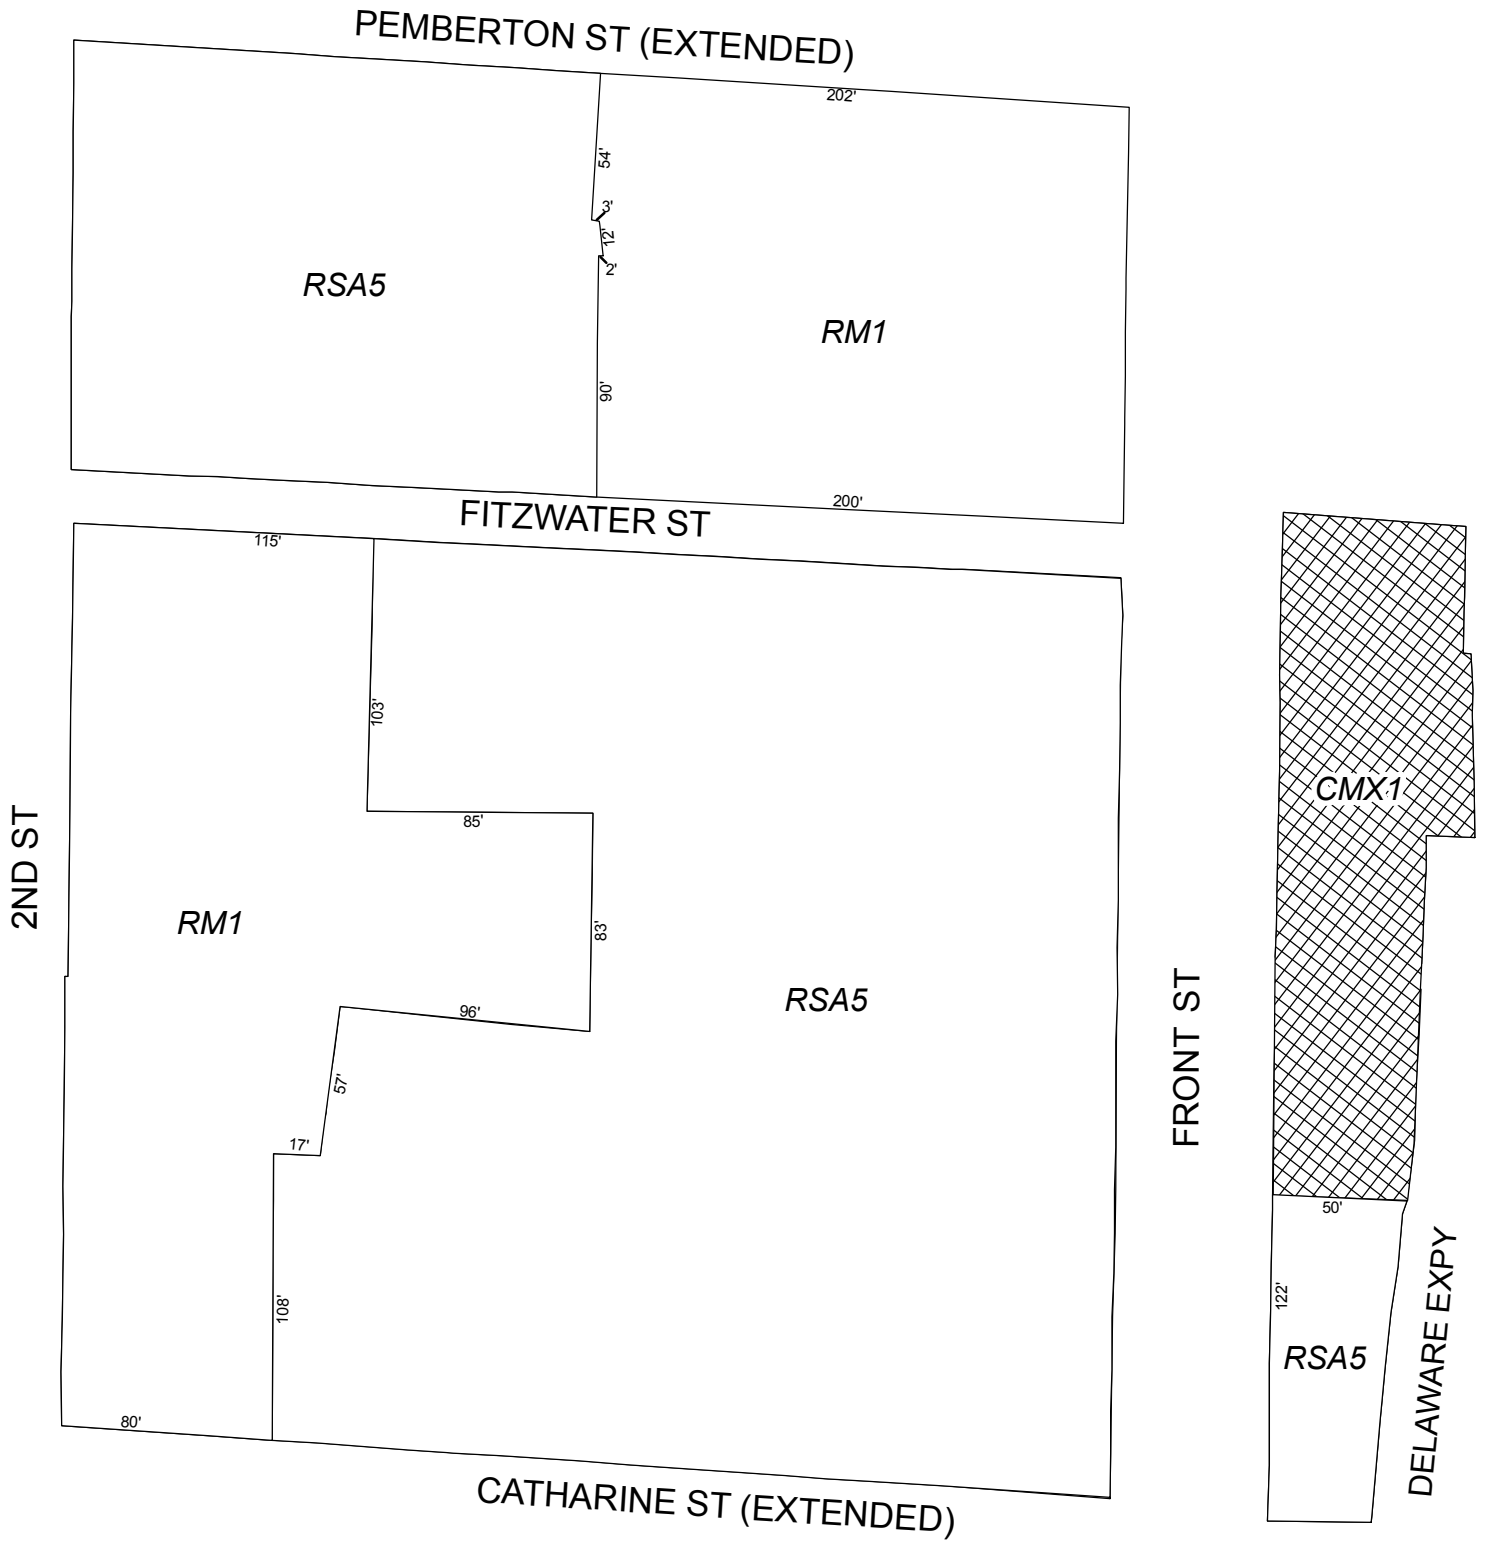 PEMBERTON ST (EXTENDED)
202'
54'
3'
12'
2'
RSA5
RM1
90'
200'
FITZWATER ST
115'
103'
85'
CMX1
2ND ST
RM1
83'
RSA5
96'
FRONT ST
57'
17'
50'
108'
122'
RSA5
DELAWARE EXPY
80'
CATHARINE ST (EXTENDED)